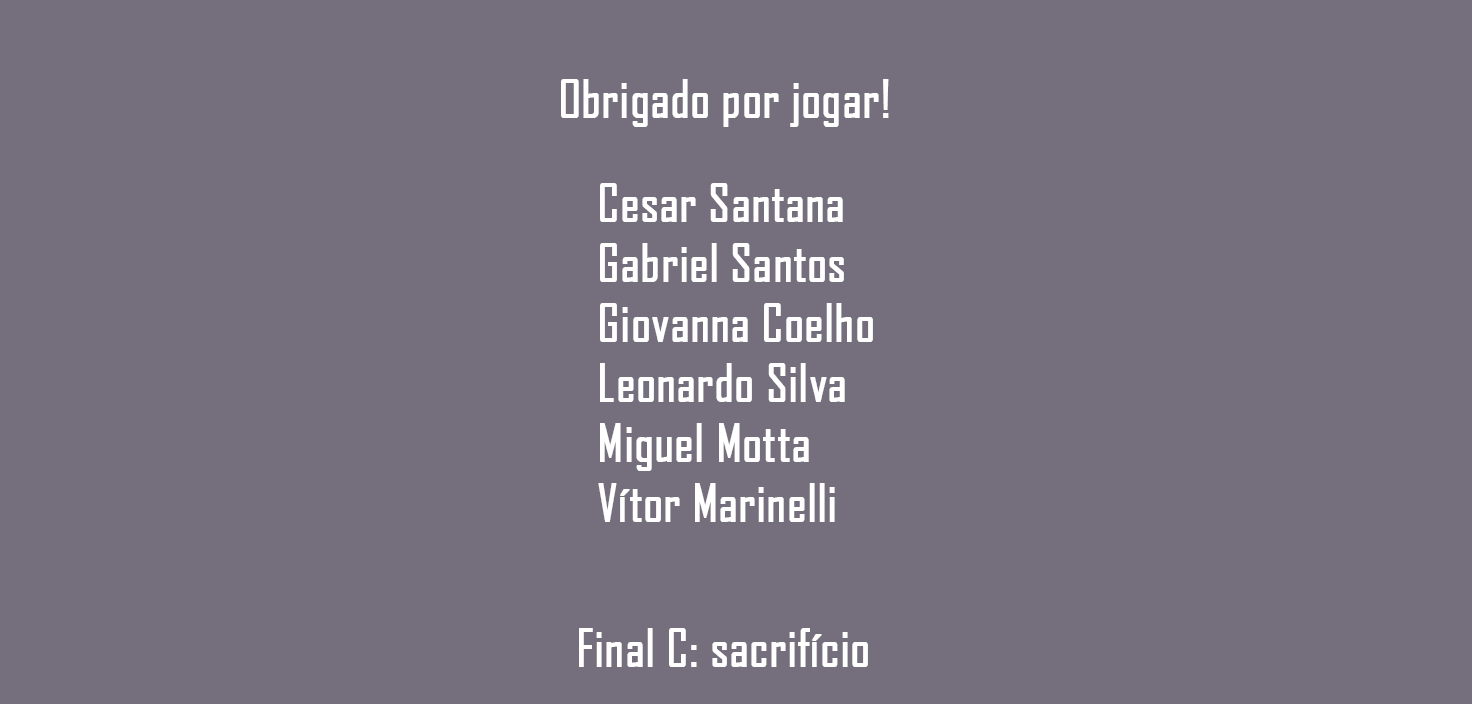 Obrigado por jogar!
Cesar Santana
Gabriel Santos
Giovanna Coelho
Leonardo Silva
Miguel Motta
Vítor Marinelli
Final C: sacrifício